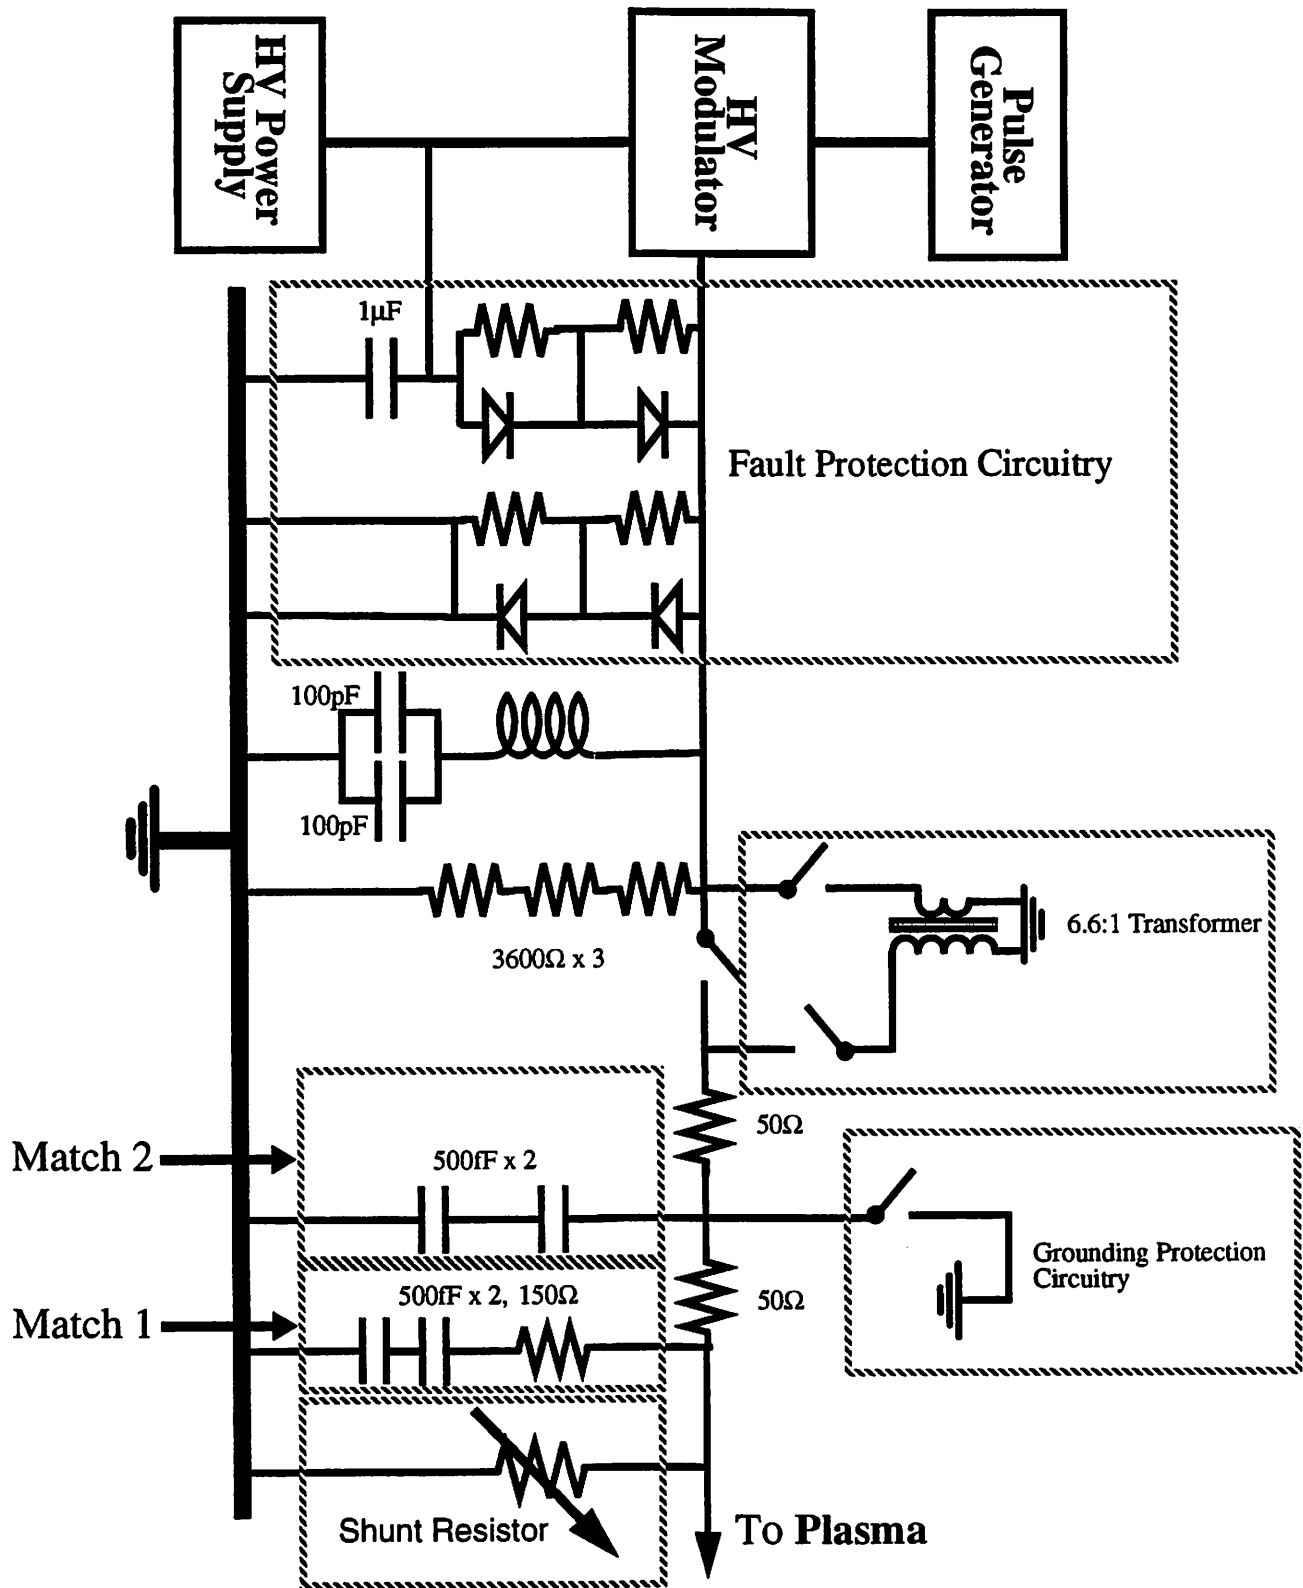 HV Power
Supply
HV
Modulator
Pulse
Generator
1μF
Fault Protection Circuitry
100pF
100pF
6.6:1 Transformer
3600Ω x 3
50Ω
Match 2
500fF x 2
Grounding Protection
Circuitry
500fF x 2, 150Ω
50Ω
Match 1
Shunt Resistor
To Plasma